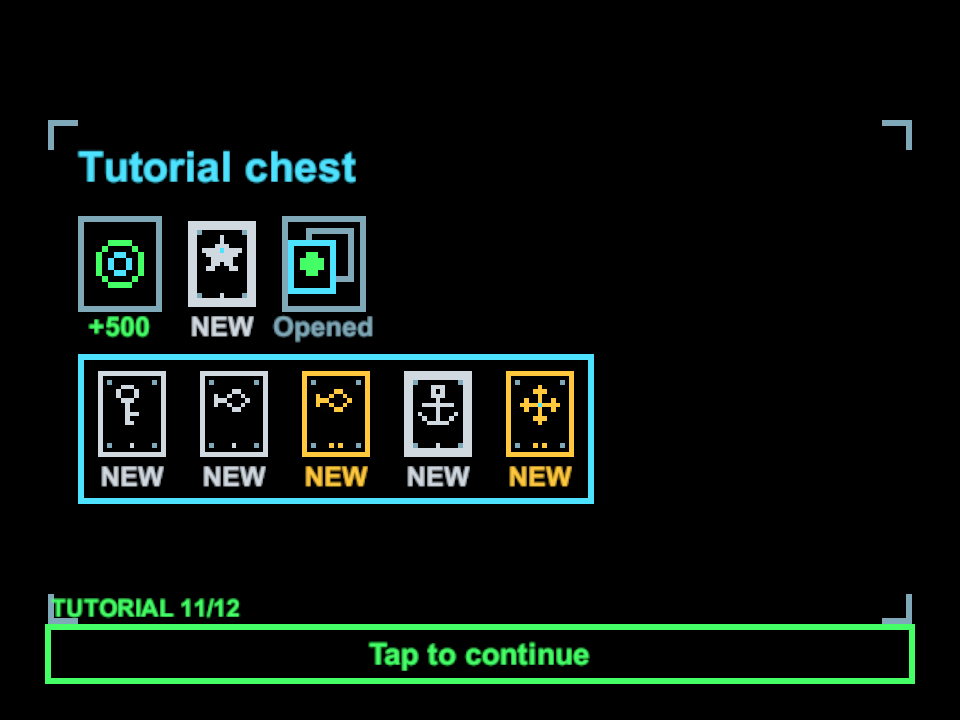 Tutorial chest
+500 NEW Opened
NEW NEW NEW NEW NEW
TUTORIAL 11/12
Tap to continue